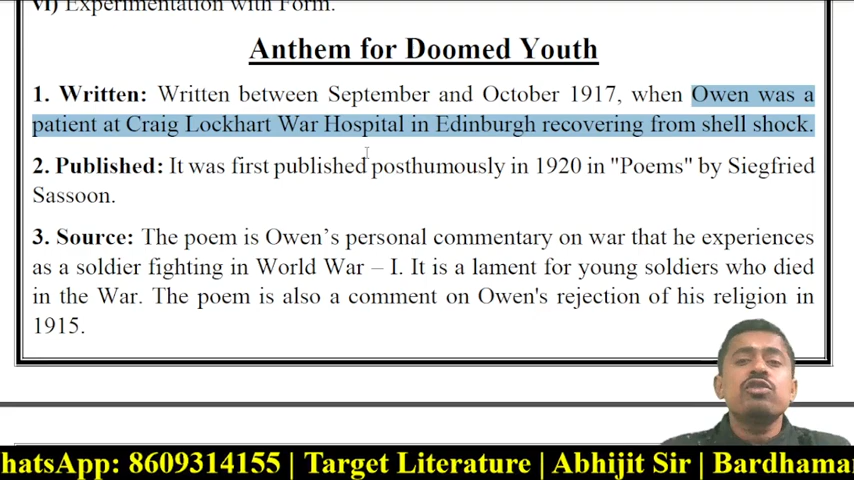 vi) Experimentation with Form.
Anthem for Doomed Youth
1. Written: Written between September and October 1917, when Owen was a
patient at Craig Lockhart War Hospital in Edinburgh recovering from shell shock.
2. Published: It was first published posthumously in 1920 in "Poems" by Siegfried
Sassoon.
3. Source: The poem is Owen’s personal commentary on war that he experiences
as a soldier fighting in World War – I. It is a lament for young soldiers who died
in the War. The poem is also a comment on Owen's rejection of his religion in
1915.
hatsApp: 8609314155 | Target Literature | Abhijit Sir | Bardhama